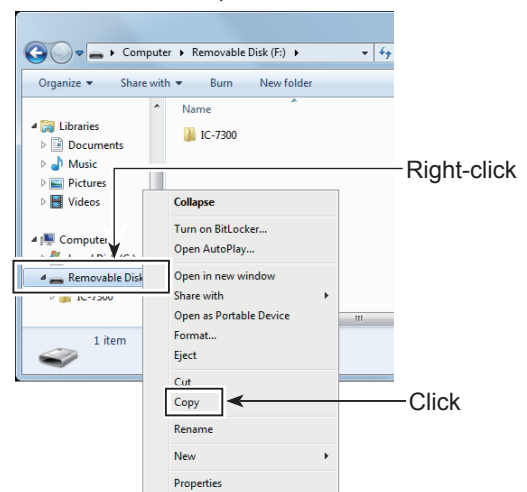 Computer ▸ Removable Disk (F:) ▸
Organize ▼ Share with ▼ Burn New folder
Name
IC-7300
Libraries
Documents
Music
Pictures
Videos
Computer
Removable Disk
IC-7300
1 item
Collapse
Turn on BitLocker...
Open AutoPlay...
Open in new window
Share with
Open as Portable Device
Format...
Eject
Cut
Copy
Rename
New
Properties
Right-click
Click